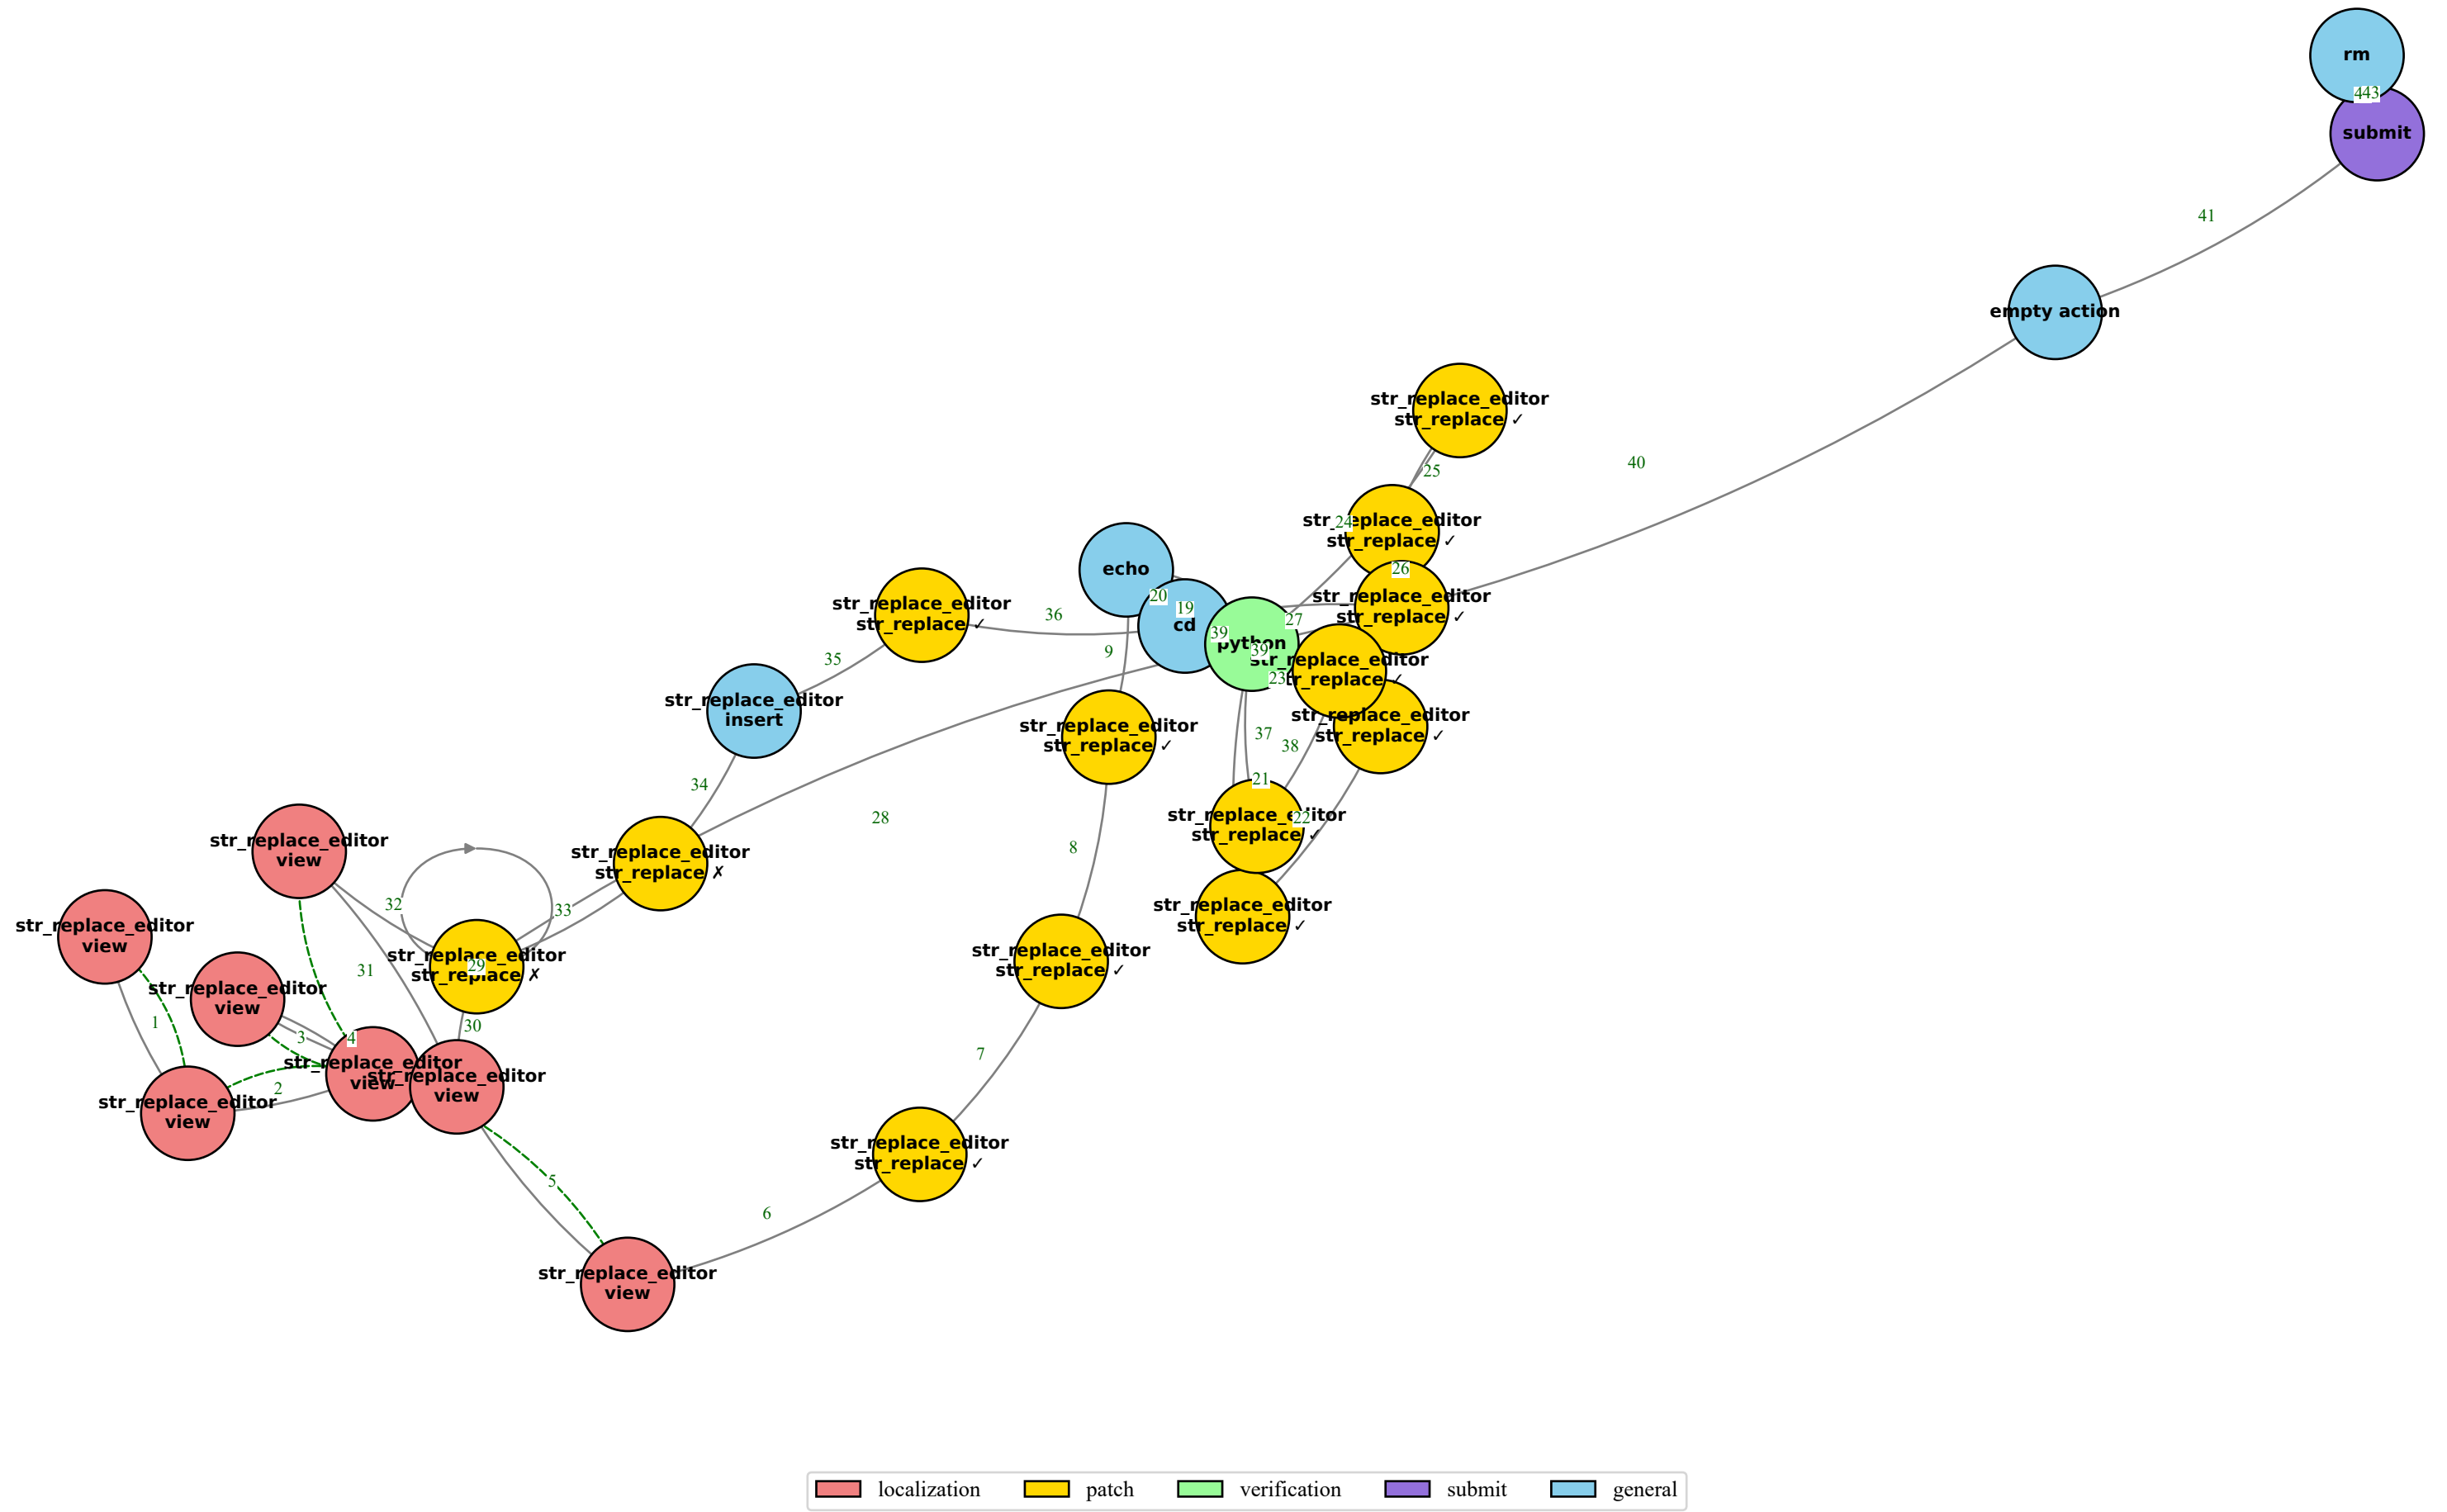 rm
443
submit
41
empty action
str_replace_editor
str_replace ✓
25
40
str_replace_editor
str_replace ✓
24
26
echo
20
19
cd
str_replace_editor
str_replace ✓
36
str_replace_editor
str_replace ✓
27
39
python
39
23
str_replace_editor
str_replace ✓
35
9
str_replace_editor
insert
str_replace_editor
str_replace ✓
str_replace_editor
str_replace ✓
37
38
34
21
28
22
str_replace_editor
str_replace ✓
8
str_replace_editor
view
str_replace_editor
str_replace ✗
32
33
str_replace_editor
str_replace ✓
str_replace_editor
view
str_replace_editor
str_replace ✗
29
31
str_replace_editor
str_replace ✓
str_replace_editor
view
1
3
4
30
7
str_replace_editor
view
str_replace_editor
view
2
str_replace_editor
view
str_replace_editor
str_replace ✓
5
6
str_replace_editor
view
localization
patch
verification
submit
general